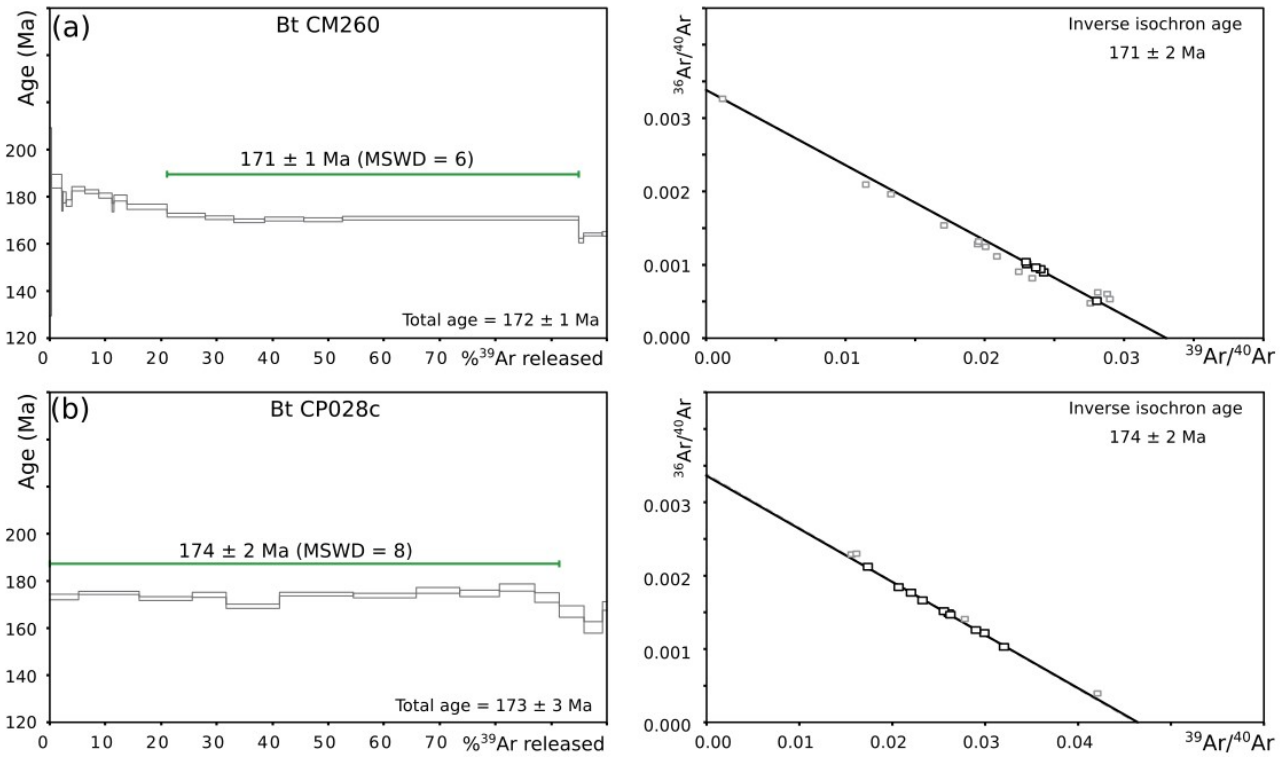 (a)
Bt CM260
Age (Ma)
200
180
160
140
120
171 ± 1 Ma (MSWD = 6)
Total age = 172 ± 1 Ma
0 10 20 30 40 50 60 70 %³⁹Ar released
³⁶Ar/⁴⁰Ar
Inverse isochron age
171 ± 2 Ma
0.003
0.002
0.001
0.000
0.00 0.01 0.02 0.03 ³⁹Ar/⁴⁰Ar
(b)
Bt CP028c
Age (Ma)
200
180
160
140
120
174 ± 2 Ma (MSWD = 8)
Total age = 173 ± 3 Ma
0 10 20 30 40 50 60 70 %³⁹Ar released
³⁶Ar/⁴⁰Ar
Inverse isochron age
174 ± 2 Ma
0.003
0.002
0.001
0.000
0.00 0.01 0.02 0.03 0.04 ³⁹Ar/⁴⁰Ar